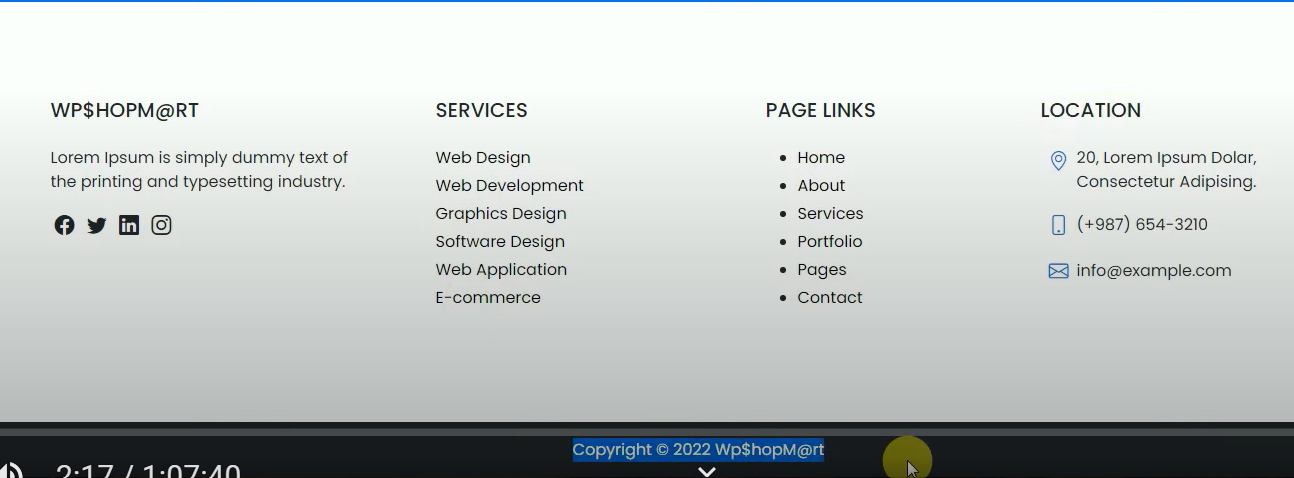 WP$HOPM@RT
Lorem Ipsum is simply dummy text of
the printing and typesetting industry.
SERVICES
Web Design
Web Development
Graphics Design
Software Design
Web Application
E-commerce
PAGE LINKS
Home
About
Services
Portfolio
Pages
Contact
LOCATION
20, Lorem Ipsum Dolar,
Consectetur Adipising.
(+987) 654-3210
info@example.com
Copyright © 2022 Wp$hopM@rt
2:17 / 1:07:40